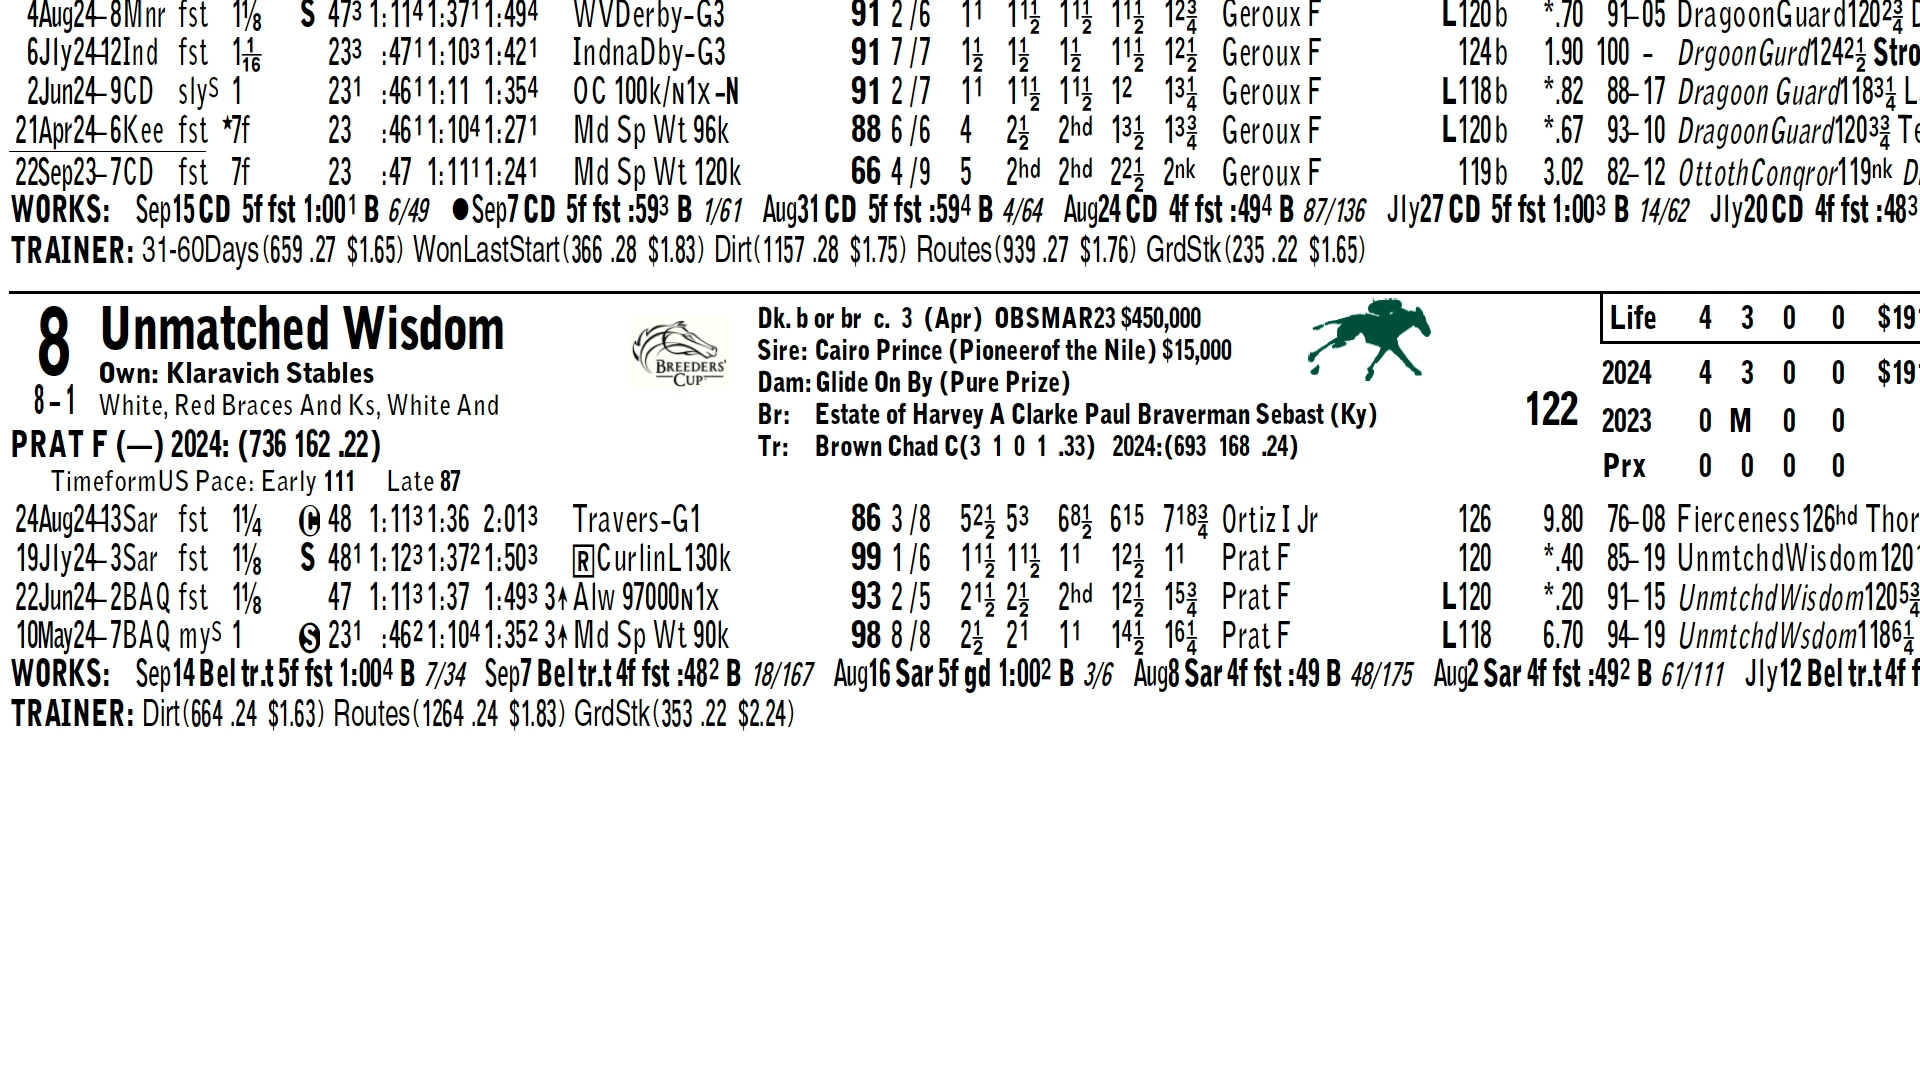 4Aug24–8Mnr fst 1⅛ S 47³ 1:11⁴ 1:37¹ 1:49⁴ WVDerby–G3 91 2 /6 1¹ 1¹½ 1¹½ 1¹½ 1²¾ Geroux F L120 b *.70 91–05 DragoonGuard120²¾
6Jly24–12Ind fst 1 1/16 23³ :47¹ 1:10³ 1:42¹ IndnaDby–G3 91 7 /7 1½ 1½ 1½ 1¹½ 1²½ Geroux F 124 b 1.90 100 – DrgoonGurd124²½ Stro
2Jun24–9CD slyS 1 23¹ :46¹ 1:11 1:35⁴ OC 100k/N1X –N 91 2 /7 1¹ 1¹½ 1¹½ 1² 1³¼ Geroux F L118 b *.82 88–17 Dragoon Guard118³¼ L
21Apr24–6Kee fst *7f 23 :46¹ 1:10⁴ 1:27¹ Md Sp Wt 96k 88 6 /6 4 2½ 2hd 1³½ 1³¾ Geroux F L120 b *.67 93–10 DragoonGuard120³¾ Te
22Sep23–7CD fst 7f 23 :47 1:11¹ 1:24¹ Md Sp Wt 120k 66 4 /9 5 2hd 2hd 2²½ 2nk Geroux F 119 b 3.02 82–12 OttothConqror119nk D
WORKS: Sep15 CD 5f fst 1:00¹ B 6/49 ●Sep7 CD 5f fst :59³ B 1/61 Aug31 CD 5f fst :59⁴ B 4/64 Aug24 CD 4f fst :49⁴ B 87/136 Jly27 CD 5f fst 1:00³ B 14/62 Jly20 CD 4f fst :48³
TRAINER: 31-60Days(659 .27 $1.65) WonLastStart(366 .28 $1.83) Dirt(1157 .28 $1.75) Routes(939 .27 $1.76) GrdStk(235 .22 $1.65)
8 Unmatched Wisdom
8–1
Own: Klaravich Stables
White, Red Braces And Ks, White And
PRAT F (—) 2024: (736 162 .22)
TimeformUS Pace: Early 111 Late 87
BREEDERS' CUP
Dk. b or br c. 3 (Apr) OBSMAR23 $450,000
Sire: Cairo Prince (Pioneerof the Nile) $15,000
Dam: Glide On By (Pure Prize)
Br: Estate of Harvey A Clarke Paul Braverman Sebast (Ky)
Tr: Brown Chad C(3 1 0 1 .33) 2024:(693 168 .24)
122
Life 4 3 0 0 $19
2024 4 3 0 0 $19
2023 0 M 0 0
Prx 0 0 0 0
24Aug24–13Sar fst 1¼ C 48 1:11³ 1:36 2:01³ Travers–G1 86 3 /8 5²½ 5³ 6⁸½ 6¹⁵ 7¹⁸¾ Ortiz I Jr 126 9.80 76–08 Fierceness126hd Thor
19Jly24–3Sar fst 1⅛ S 48¹ 1:12³ 1:37² 1:50³ RCurlinL130k 99 1 /6 1¹½ 1¹½ 1¹ 1²½ 1¹ Prat F 120 *.40 85–19 UnmtchdWisdom120¹
22Jun24–2BAQ fst 1⅛ 47 1:11³ 1:37 1:49³ 3↑ Alw 97000N1X 93 2 /5 2¹½ 2½ 2hd 1²½ 1⁵¾ Prat F L120 *.20 91–15 UnmtchdWisdom120⁵¾
10May24–7BAQ myS 1 S 23¹ :46² 1:10⁴ 1:35² 3↑ Md Sp Wt 90k 98 8 /8 2½ 2¹ 1¹ 1⁴½ 1⁶¼ Prat F L118 6.70 94–19 UnmtchdWsdom118⁶¼
WORKS: Sep14 Bel tr.t 5f fst 1:00⁴ B 7/34 Sep7 Bel tr.t 4f fst :48² B 18/167 Aug16 Sar 5f gd 1:00² B 3/6 Aug8 Sar 4f fst :49 B 48/175 Aug2 Sar 4f fst :49² B 61/111 Jly12 Bel tr.t 4f f
TRAINER: Dirt(664 .24 $1.63) Routes(1264 .24 $1.83) GrdStk(353 .22 $2.24)